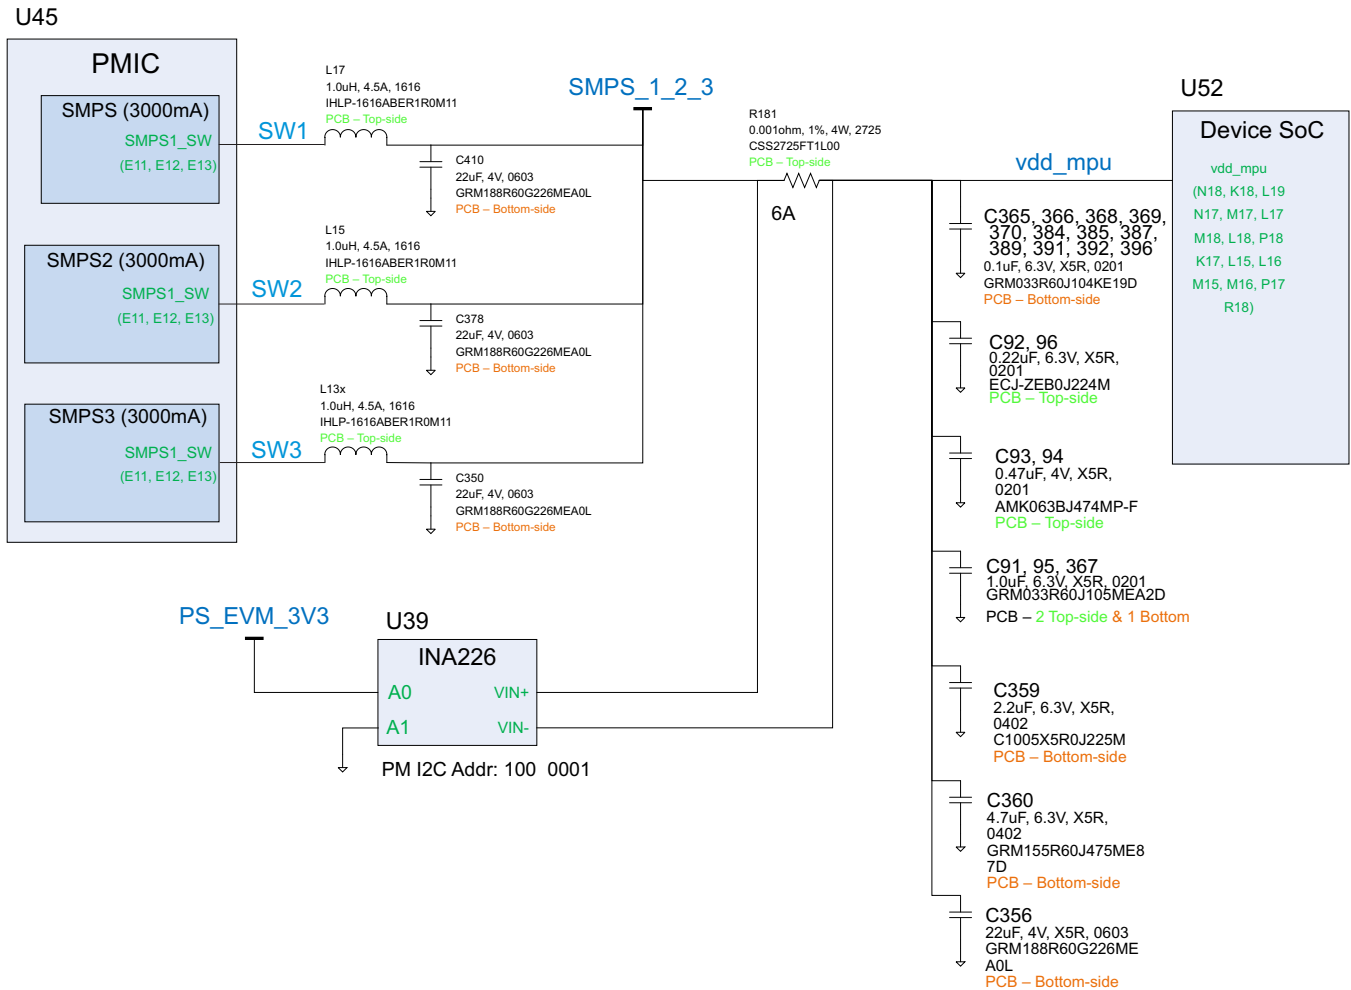 U45
PMIC
SMPS (3000mA)
SMPS1_SW
(E11, E12, E13)
SW1
L17
1.0uH, 4.5A, 1616
IHLP-1616ABER1R0M11
PCB – Top-side
C410
22uF, 4V, 0603
GRM188R60G226MEA0L
PCB – Bottom-side
SMPS2 (3000mA)
SMPS1_SW
(E11, E12, E13)
SW2
L15
1.0uH, 4.5A, 1616
IHLP-1616ABER1R0M11
PCB – Top-side
C378
22uF, 4V, 0603
GRM188R60G226MEA0L
PCB – Bottom-side
SMPS3 (3000mA)
SMPS1_SW
(E11, E12, E13)
SW3
L13x
1.0uH, 4.5A, 1616
IHLP-1616ABER1R0M11
PCB – Top-side
C350
22uF, 4V, 0603
GRM188R60G226MEA0L
PCB – Bottom-side
SMPS_1_2_3
R181
0.001ohm, 1%, 4W, 2725
CSS2725FT1L00
PCB – Top-side
6A
vdd_mpu
U52
Device SoC
vdd_mpu
(N18, K18, L19
N17, M17, L17
M18, L18, P18
K17, L15, L16
M15, M16, P17
R18)
C365, 366, 368, 369,
370, 384, 385, 387,
389, 391, 392, 396
0.1uF, 6.3V, X5R, 0201
GRM033R60J104KE19D
PCB – Bottom-side
C92, 96
0.22uF, 6.3V, X5R,
0201
ECJ-ZEB0J224M
PCB – Top-side
C93, 94
0.47uF, 4V, X5R,
0201
AMK063BJ474MP-F
PCB – Top-side
C91, 95, 367
1.0uF, 6.3V, X5R, 0201
GRM033R60J105MEA2D
PCB – 2 Top-side & 1 Bottom
C359
2.2uF, 6.3V, X5R,
0402
C1005X5R0J225M
PCB – Bottom-side
C360
4.7uF, 6.3V, X5R,
0402
GRM155R60J475ME8
7D
PCB – Bottom-side
C356
22uF, 4V, X5R, 0603
GRM188R60G226ME
A0L
PCB – Bottom-side
PS_EVM_3V3
U39
INA226
A0
VIN+
A1
VIN-
PM I2C Addr: 100 0001